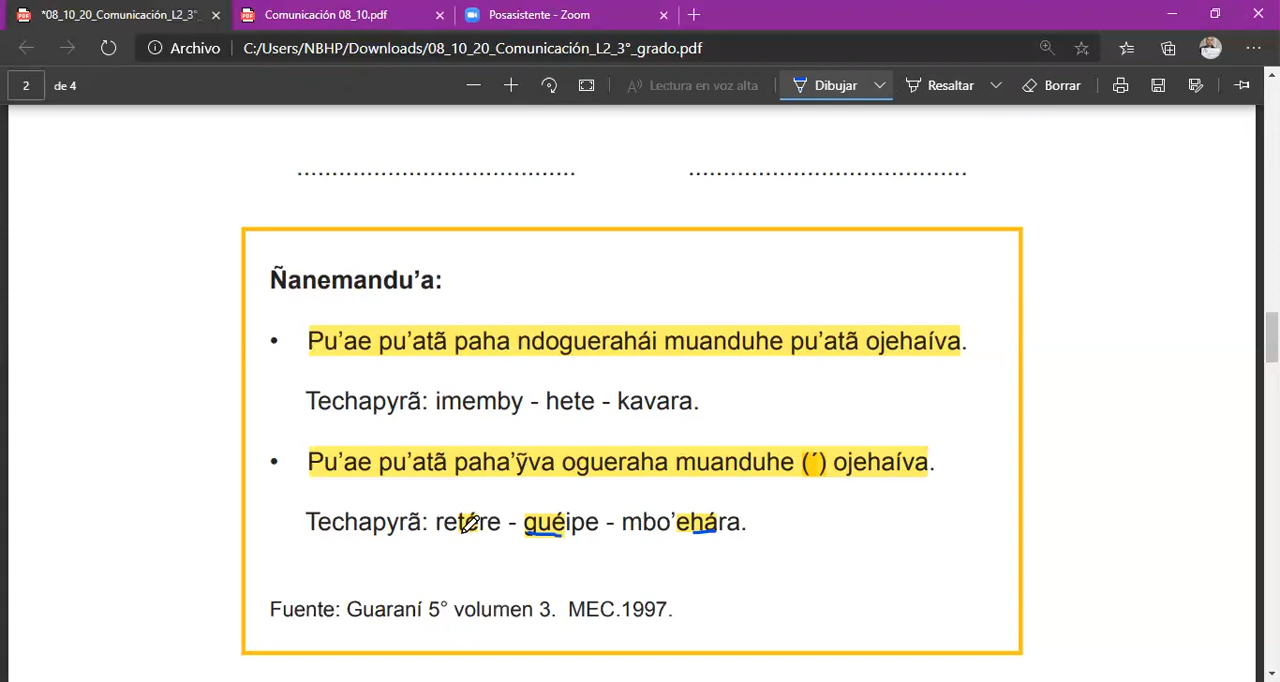 *08_10_20_Comunicación_L2_3°_
Comunicación 08_10.pdf
Posasistente - Zoom
Archivo
C:/Users/NBHP/Downloads/08_10_20_Comunicación_L2_3°_grado.pdf
2 de 4
Lectura en voz alta
Dibujar
Resaltar
Borrar
........................................ ........................................
Ñanemandu’a:
• Pu’ae pu’atã paha ndoguerahái muanduhe pu’atã ojehaíva.
Techapyrã: imemby - hete - kavara.
• Pu’ae pu’atã paha’ỹva ogueraha muanduhe (´) ojehaíva.
Techapyrã: retére - guéipe - mbo’ehára.
Fuente: Guaraní 5° volumen 3. MEC.1997.